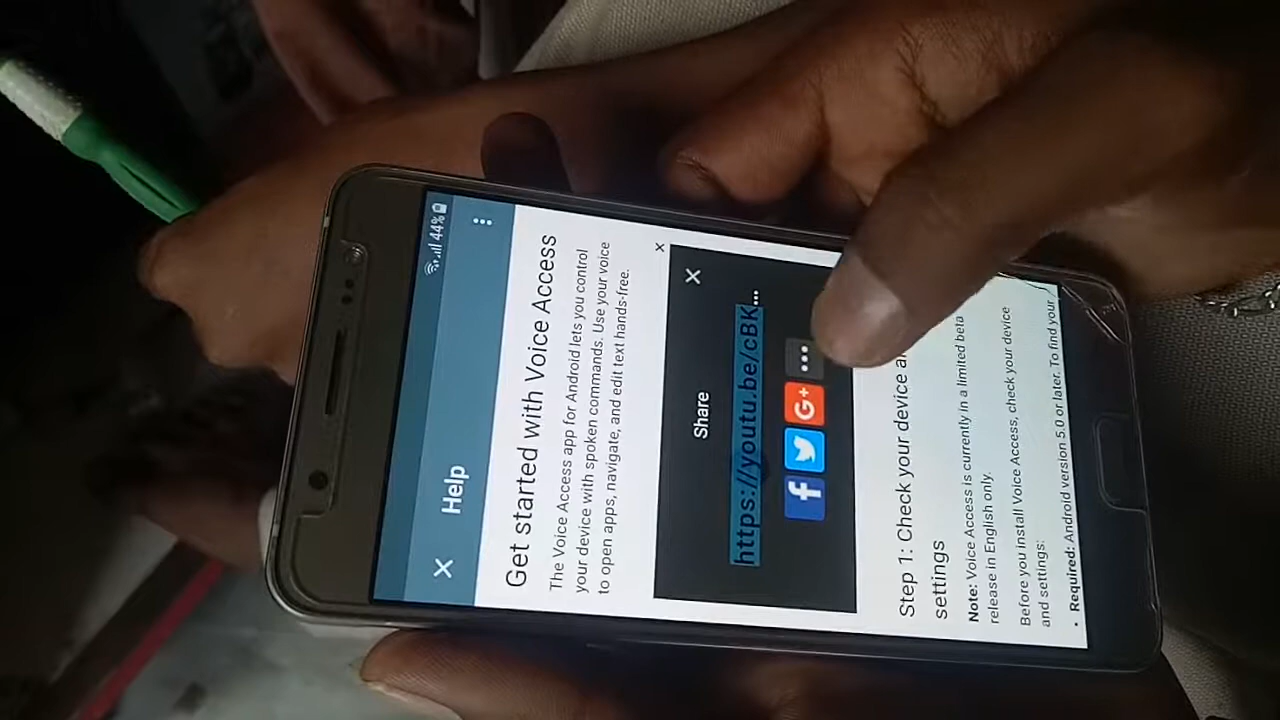 44%
Help
Get started with Voice Access
The Voice Access app for Android lets you control
your device with spoken commands. Use your voice
to open apps, navigate, and edit text hands-free.
Share
https://youtu.be/cBK...
f
G+
Step 1: Check your device
settings
Note: Voice Access is currently in a limited beta
release in English only.
Before you install Voice Access, check your device
and settings:
• Required: Android version 5.0 or later. To find your